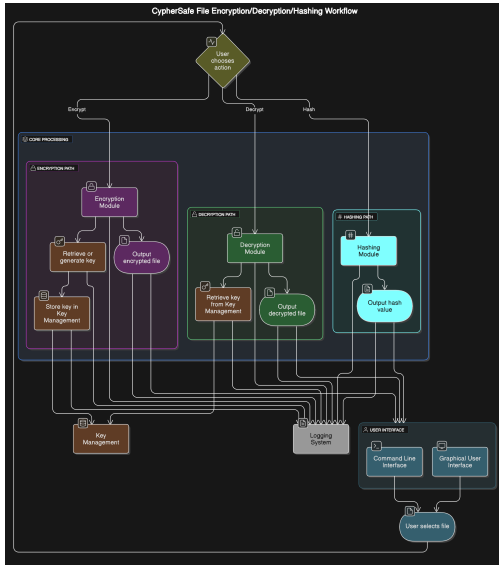 CypherSafe File Encryption/Decryption/Hashing Workflow
User
chooses
action
Encrypt
Decrypt
Hash
CORE PROCESSING
ENCRYPTION PATH
Encryption
Module
Retrieve or
generate key
Output
encrypted file
Store key in
Key
Management
DECRYPTION PATH
Decryption
Module
Retrieve key
from Key
Management
Output
decrypted file
# HASHING PATH
#
Hashing
Module
Output hash
value
Key
Management
Logging
System
USER INTERFACE
Command Line
Interface
Graphical User
Interface
User selects file